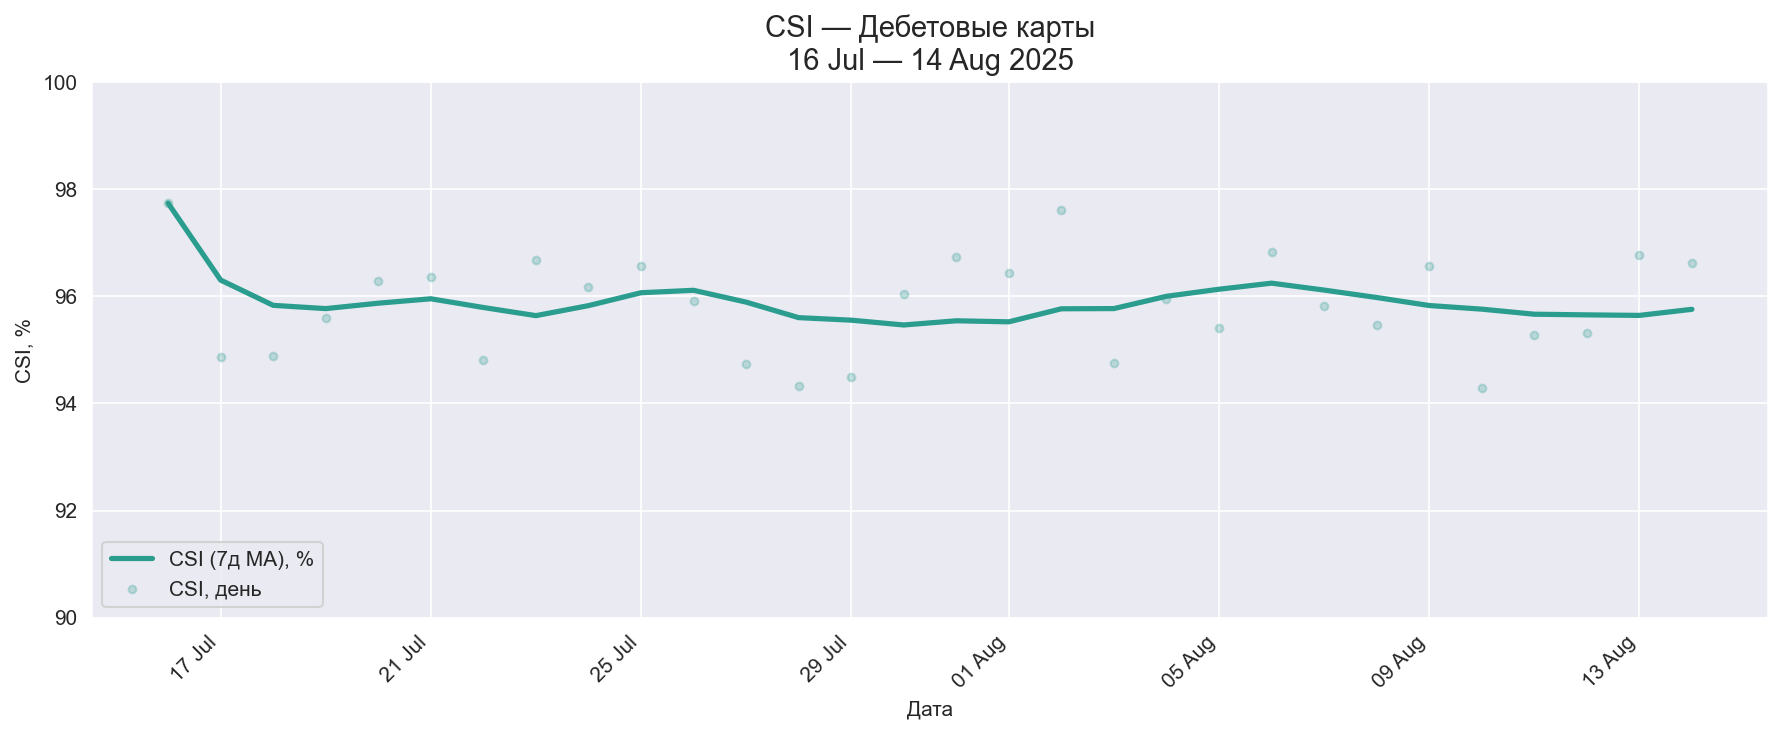 CSI — Дебетовые карты
16 Jul — 14 Aug 2025
100
98
96
94
92
90
CSI, %
CSI (7д MA), %
CSI, день
17 Jul
21 Jul
25 Jul
29 Jul
01 Aug
05 Aug
09 Aug
13 Aug
Дата